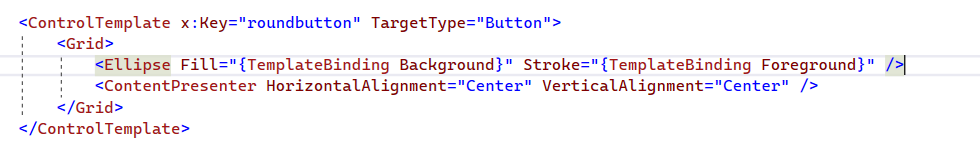 <ControlTemplate x:Key="roundbutton" TargetType="Button">
    <Grid>
        <Ellipse Fill="{TemplateBinding Background}" Stroke="{TemplateBinding Foreground}" />
        <ContentPresenter HorizontalAlignment="Center" VerticalAlignment="Center" />
    </Grid>
</ControlTemplate>